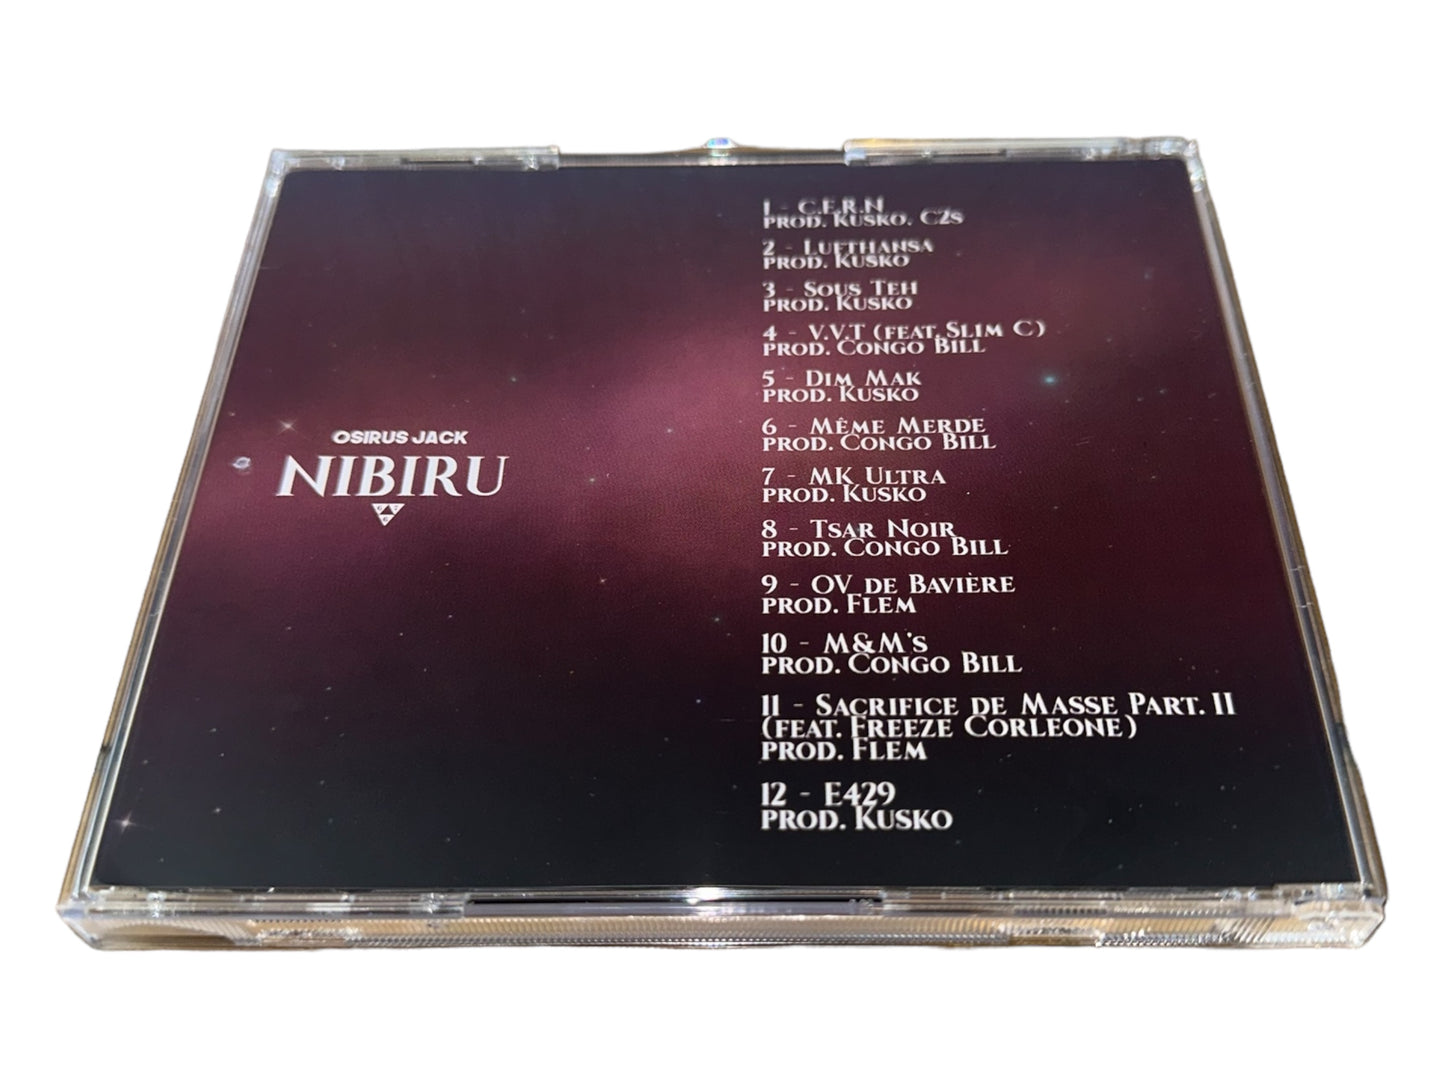 OSIRUS JACK
NIBIRU
1 - C.E.R.N
PROD. KUSKO. C2S
2 - LUFTHANSA
PROD. KUSKO
3 - SOUS TEH
PROD. KUSKO
4 - V.V.T (FEAT. SL1M C)
PROD. CONGO BILL
5 - DIM MAK
PROD. KUSKO
6 - MÊME MERDE
PROD. CONGO BILL
7 - MK ULTRA
PROD. KUSKO
8 - TSAR NOIR
PROD. CONGO BILL
9 - OV DE BAVIÈRE
PROD. FLEM
10 - M&M'S
PROD. CONGO BILL
11 - SACRIFICE DE MASSE PART. II
(FEAT. FREEZE CORLEONE)
PROD. FLEM
12 - E429
PROD. KUSKO